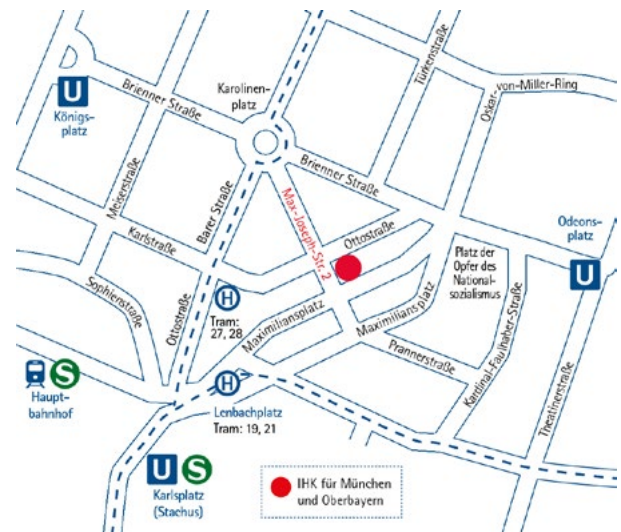 Türkenstraße
Oskar-von-Miller-Ring
Karolinen-
platz
Brienner Straße
U
Königs-
platz
Meiserstraße
Barer Straße
Brienner Straße
Max-Joseph-Str. 2
Ottostraße
Karlstraße
Odeons-
platz
U
Platz der
Opfer des
National-
sozialismus
Sophienstraße
Ottostraße
H
Tram:
27, 28
Maximiliansplatz
Maximiliansplatz
Prannerstraße
Kardinal-Faulhaber-Straße
Theatinerstraße
S
Haupt-
bahnhof
H
Lenbachplatz
Tram: 19, 21
U S
Karlsplatz
(Stachus)
IHK für München
und Oberbayern